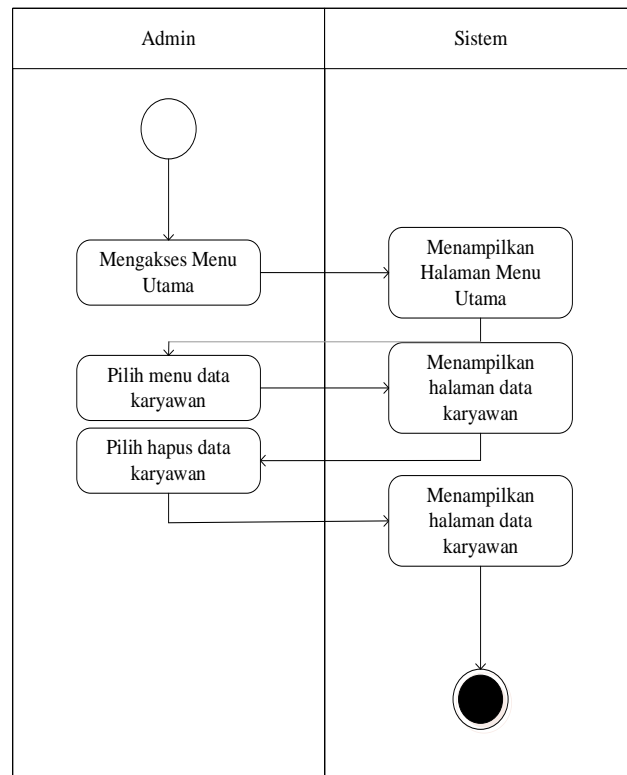 Admin
Sistem
Mengakses Menu
Utama
Menampilkan
Halaman Menu
Utama
Pilih menu data
karyawan
Menampilkan
halaman data
karyawan
Pilih hapus data
karyawan
Menampilkan
halaman data
karyawan